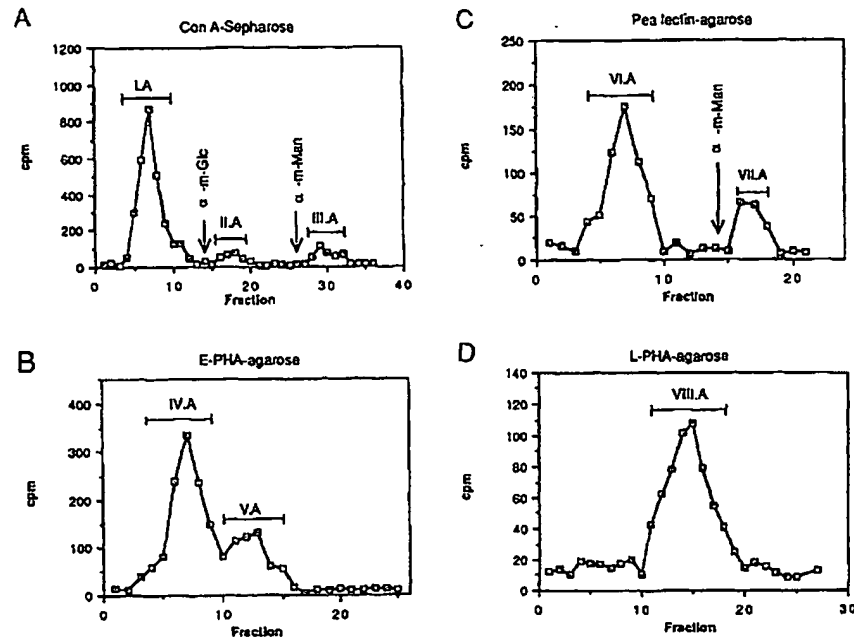 A
Con A-Sepharose
1200
1000
800
600
400
200
0
cpm
I.A
α -m-Glc
II.A
α -m-Man
III.A
0 10 20 30 40
Fraction
B
E-PHA-agarose
400
300
200
100
0
cpm
IV.A
V.A
0 10 20
Fraction
C
Pea lectin-agarose
250
200
150
100
50
0
cpm
VI.A
α -m-Man
VII.A
0 10 20
Fraction
D
L-PHA-agarose
140
120
100
80
60
40
20
0
cpm
VIII.A
0 10 20 30
Fraction